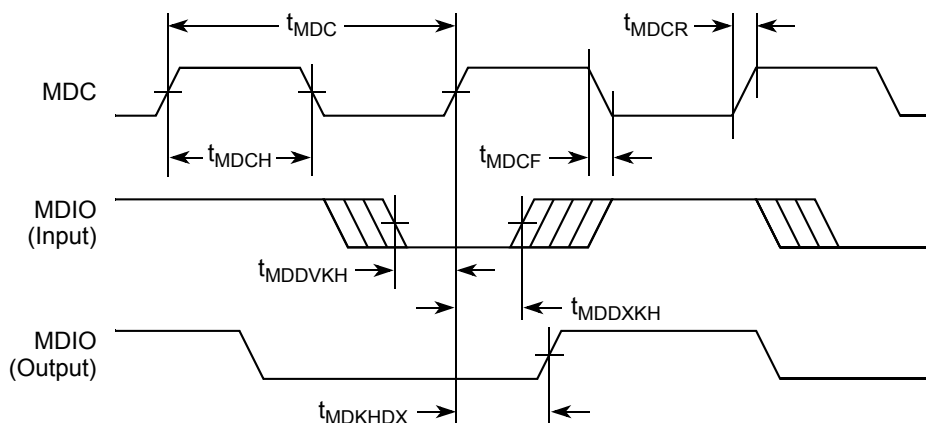 tMDC
tMDCR
MDC
tMDCH
tMDCF
MDIO
(Input)
tMDDVKH
tMDDXKH
MDIO
(Output)
tMDKHDX